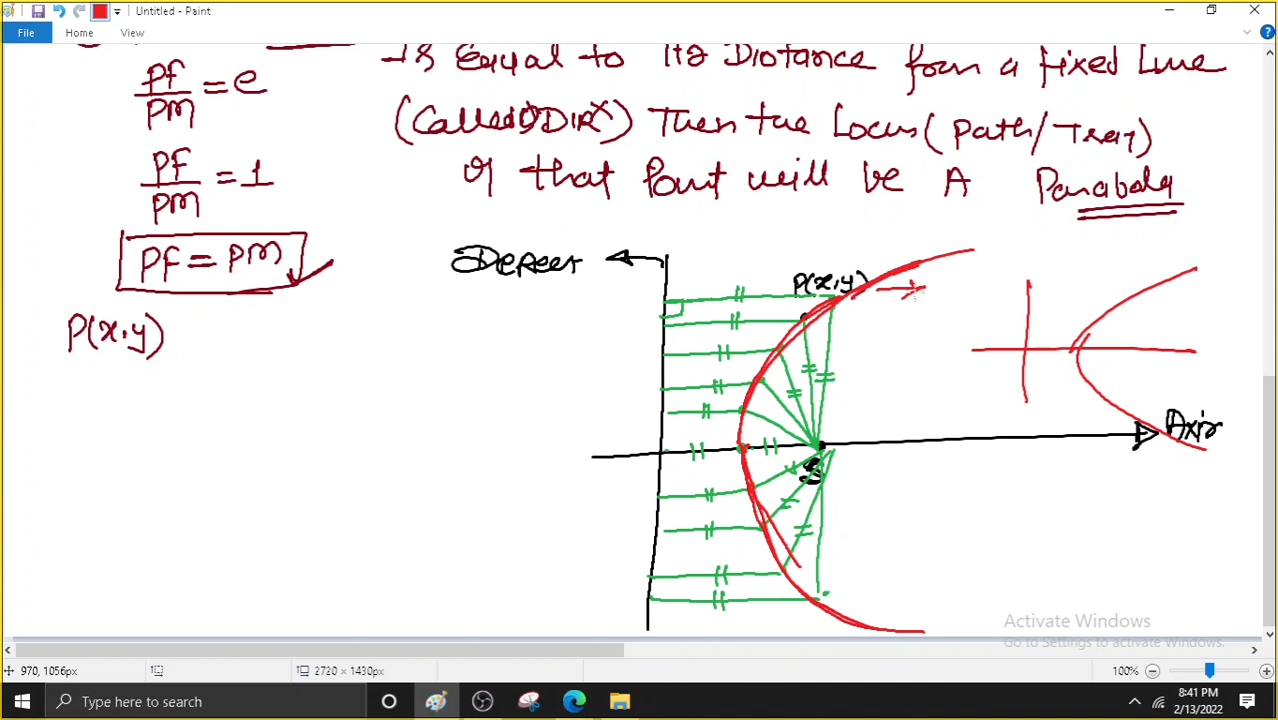 Untitled - Paint
File Home View
is Equal to Its Distance from a fixed Line
PF/PM = e
(Called DIRX) Then the Locus (Path/
PF/PM = 1
of that Point will be A Parabola
PF = PM
P(x,y)
P(x,y)
Axis
Activate Windows
Go to Settings to activate Windows.
970, 1056px
2720 × 1430px
100%
Type here to search
8:41 PM
2/13/2022